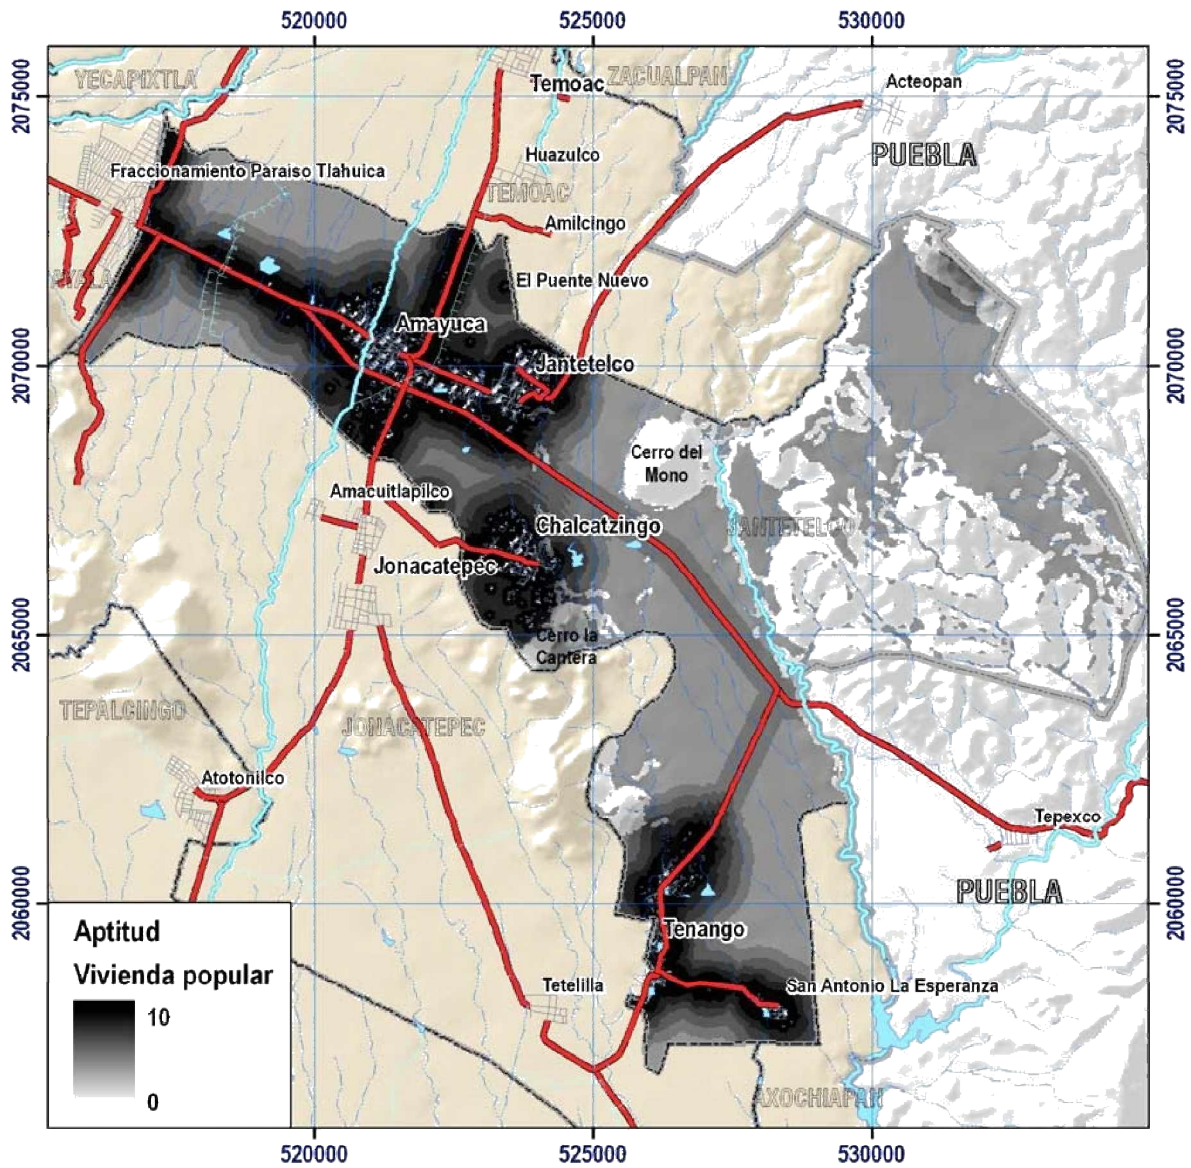 520000
525000
530000
2075000
2075000
YECAPIXTLA
Temoac
ZACUALPAN
Acteopan
PUEBLA
Huazulco
Fraccionamiento Paraiso Tlahuica
TEMOAC
Amilcingo
AYALA
El Puente Nuevo
Amayuca
2070000
2070000
Jantetelco
Cerro del
Mono
Amacuitlapilco
Chalcatzingo
JANTETELCO
Jonacatepec
2065000
2065000
Cerro la
Cantera
TEPALCINGO
JONACATEPEC
Atotonilco
Tepexco
PUEBLA
2060000
2060000
Tenango
Aptitud
Vivienda popular
10
0
Tetelilla
San Antonio La Esperanza
AXOCHIAPAN
520000
525000
530000